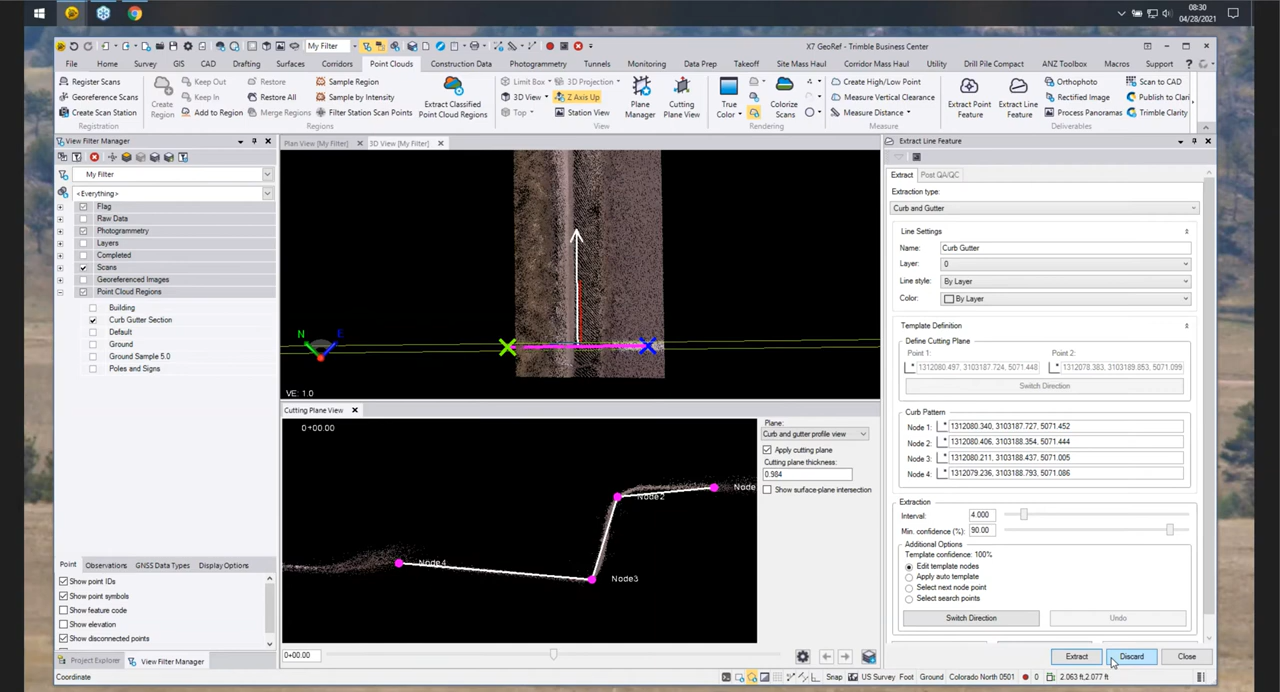 08:30
04/28/2021
My Filter
X7 GeoRef - Trimble Business Center
File
Home
Survey
GIS
CAD
Drafting
Surfaces
Corridors
Point Clouds
Construction Data
Photogrammetry
Tunnels
Monitoring
Data Prep
Takeoff
Site Mass Haul
Corridor Mass Haul
Utility
Drill Pile Compact
ANZ Toolbox
Macros
Support
Register Scans
Georeference Scans
Create Scan Station
Registration
Create Region
Keep Out
Keep In
Add to Region
Restore
Restore All
Merge Regions
Sample Region
Sample by Intensity
Filter Station Scan Points
Regions
Extract Classified Point Cloud Regions
Limit Box
3D View
Top
3D Projection
Z Axis Up
Station View
View
Plane Manager
Cutting Plane View
True Color
Colorize Scans
Rendering
Create High/Low Point
Measure Vertical Clearance
Measure Distance
Measure
Extract Point Feature
Extract Line Feature
Orthophoto
Rectified Image
Process Panoramas
Scan to CAD
Publish to Clari
Trimble Clarity
Deliverables
View Filter Manager
My Filter
<Everything>
Flag
Raw Data
Photogrammetry
Layers
Completed
Scans
Georeferenced Images
Point Cloud Regions
Building
Curb Gutter Section
Default
Ground
Ground Sample 5.0
Poles and Signs
Point
Observations
GNSS Data Types
Display Options
Show point IDs
Show point symbols
Show feature code
Show elevation
Show disconnected points
Project Explorer
View Filter Manager
Coordinate
Plan View [My Filter]
3D View [My Filter]
N
E
VE: 1.0
Cutting Plane View
0+00.00
Node2
Node
Node4
Node3
Plane:
Curb and gutter profile view
Apply cutting plane
Cutting plane thickness:
0.984
Show surface-plane intersection
0+00.00
Extract Line Feature
Extract
Post QA/QC
Extraction type:
Curb and Gutter
Line Settings
Name:
Curb Gutter
Layer:
0
Line style:
By Layer
Color:
By Layer
Template Definition
Define Cutting Plane
Point 1:
Point 2:
1312080.497, 3103187.724, 5071.448
1312078.383, 3103189.853, 5071.099
Switch Direction
Curb Pattern
Node 1:
1312080.340, 3103187.727, 5071.452
Node 2:
1312080.406, 3103188.354, 5071.444
Node 3:
1312080.211, 3103188.437, 5071.005
Node 4:
1312079.236, 3103188.793, 5071.086
Extraction
Interval:
4.000
Min. confidence (%):
90.00
Additional Options
Template confidence: 100%
Edit template nodes
Apply auto template
Select next node point
Select search points
Switch Direction
Undo
Extract
Discard
Close
Snap
US Survey
Foot
Ground
Colorado North 0501
0
2.063 ft,2.077 ft